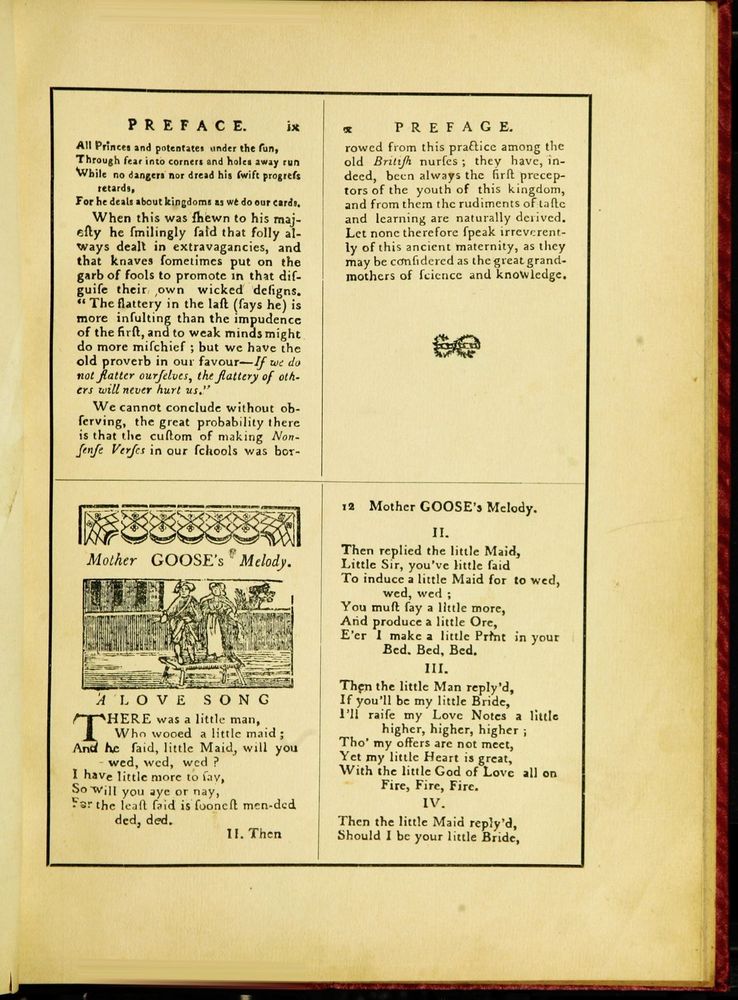 PREFACE. ix
All Princes and potentates under the ſun,
Through fear into corners and holes away run
While no dangers nor dread his ſwift progreſs
retards,
For he deals about kingdoms as we do our cards.
When this was ſhewn to his maj-
eſty he ſmilingly ſaid that folly al-
ways dealt in extravagancies, and
that knaves ſometimes put on the
garb of fools to promote in that diſ-
guiſe their own wicked deſigns.
“ The flattery in the laſt (ſays he) is
more inſulting than the impudence
of the firſt, and to weak minds might
do more miſchief ; but we have the
old proverb in our favour—If we do
not flatter ourſelves, the flattery of oth-
ers will never hurt us.”
We cannot conclude without ob-
ſerving, the great probability there
is that the cuſtom of making Non-
ſenſe Verſes in our ſchools was bor-
x PREFAGE.
rowed from this practice among the
old Britiſh nurſes ; they have, in-
deed, been always the firſt precep-
tors of the youth of this kingdom,
and from them the rudiments of taſte
and learning are naturally derived.
Let none therefore ſpeak irreverent-
ly of this ancient maternity, as they
may be conſidered as the great grand-
mothers of ſcience and knowledge.
Mother GOOSE's Melody.
A LOVE SONG
THERE was a little man,
Who wooed a little maid ;
And he ſaid, little Maid, will you
wed, wed, wed ?
I have little more to ſay,
So will you aye or nay,
For the leaſt ſaid is ſooneſt men-ded
ded, ded.
II. Then
12 Mother GOOSE's Melody.
II.
Then replied the little Maid,
Little Sir, you've little ſaid
To induce a little Maid for to wed,
wed, wed ;
You muſt ſay a little more,
And produce a little Ore,
E'er I make a little Print in your
Bed, Bed, Bed.
III.
Then the little Man reply'd,
If you'll be my little Bride,
I'll raiſe my Love Notes a little
higher, higher, higher ;
Tho' my offers are not meet,
Yet my little Heart is great,
With the little God of Love all on
Fire, Fire, Fire.
IV.
Then the little Maid reply'd,
Should I be your little Bride,